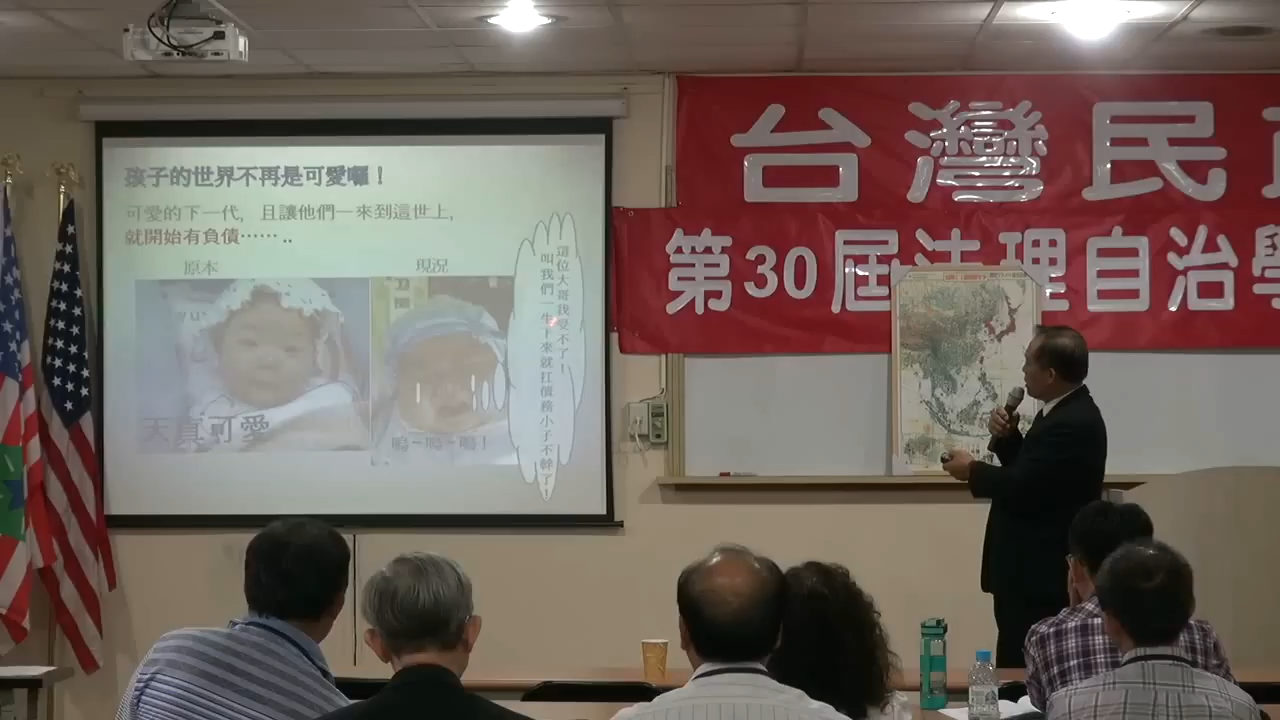 孩子的世界不再是可愛囉！
可愛的下一代，且讓他們一來到這世上，
就開始有負債⋯⋯..
原本
現況
天真可愛
嗚~嗚~嗚！
這位大哥我受不了！
叫我們一生下來就扛債務小子不幹了！
台灣民
第30屆法理自治學